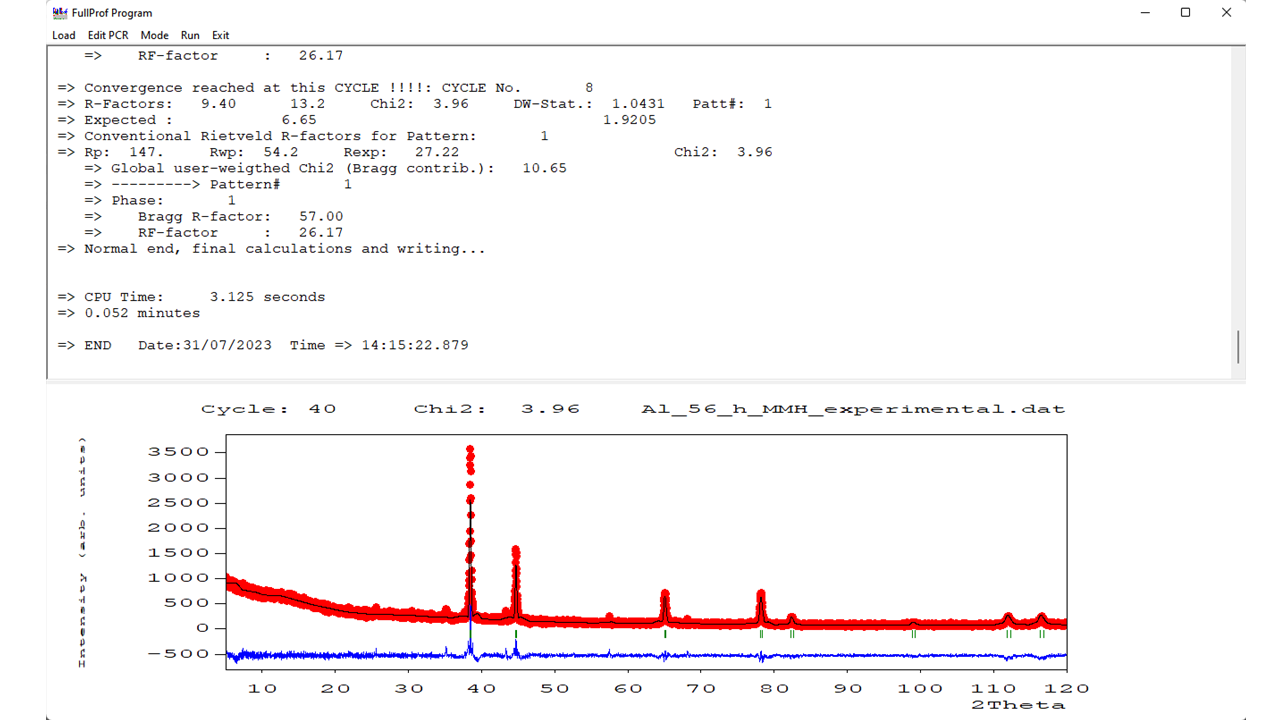 FullProf Program
Load Edit PCR Mode Run Exit
=> RF-factor : 26.17
=> Convergence reached at this CYCLE !!!!: CYCLE No. 8
=> R-Factors: 9.40 13.2 Chi2: 3.96 DW-Stat.: 1.0431 Patt#: 1
=> Expected : 6.65 1.9205
=> Conventional Rietveld R-factors for Pattern: 1
=> Rp: 147. Rwp: 54.2 Rexp: 27.22 Chi2: 3.96
=> Global user-weigthed Chi2 (Bragg contrib.): 10.65
=> ---------> Pattern# 1
=> Phase: 1
=> Bragg R-factor: 57.00
=> RF-factor : 26.17
=> Normal end, final calculations and writing...
=> CPU Time: 3.125 seconds
=> 0.052 minutes
=> END Date:31/07/2023 Time => 14:15:22.879
Cycle: 40 Chi2: 3.96 Al_56_h_MMH_experimental.dat
Intensity (arb. units)
3500
3000
2500
2000
1500
1000
500
0
-500
10 20 30 40 50 60 70 80 90 100 110 120
2Theta